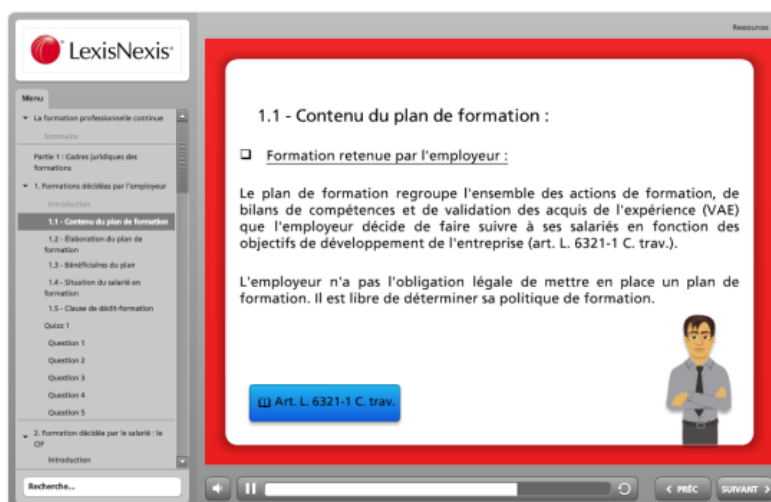 LexisNexis®
Ressources
Menu
La formation professionnelle continue
Sommaire
Partie 1 : Cadres juridiques des
formations
1. Formations décidées par l'employeur
Introduction
1.1 - Contenu du plan de formation
1.2 - Élaboration du plan de
formation
1.3 - Bénéficiaires du plan
1.4 - Situation du salarié en
formation
1.5 - Clause de dédit-formation
Quizz 1
Question 1
Question 2
Question 3
Question 4
Question 5
2. Formation décidée par le salarié : le
CIF
Introduction
Recherche...
1.1 - Contenu du plan de formation :
Formation retenue par l'employeur :
Le plan de formation regroupe l'ensemble des actions de formation, de
bilans de compétences et de validation des acquis de l'expérience (VAE)
que l'employeur décide de faire suivre à ses salariés en fonction des
objectifs de développement de l'entreprise (art. L. 6321-1 C. trav.).
L'employeur n'a pas l'obligation légale de mettre en place un plan de
formation. Il est libre de déterminer sa politique de formation.
Art. L. 6321-1 C. trav.
< PRÉC
SUIVANT >